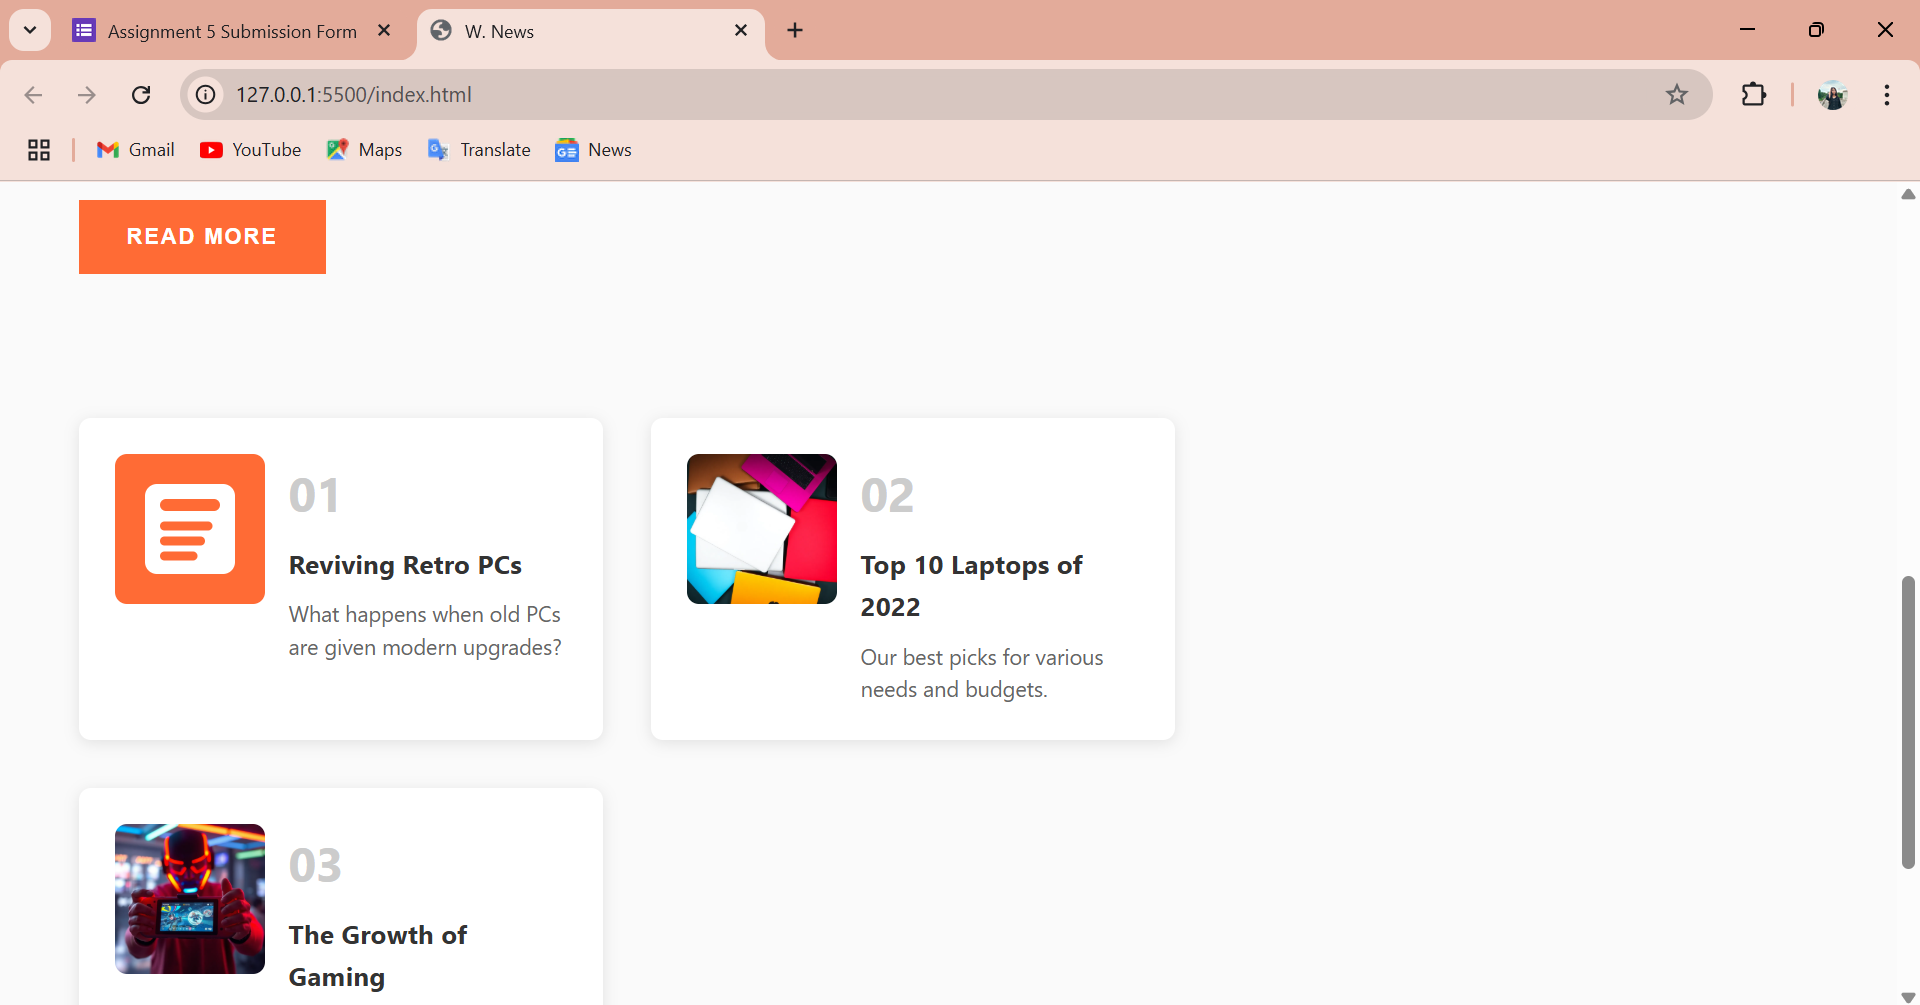 Assignment 5 Submission Form
W. News
127.0.0.1:5500/index.html
Gmail
YouTube
Maps
Translate
News
READ MORE
01
Reviving Retro PCs
What happens when old PCs
are given modern upgrades?
02
Top 10 Laptops of
2022
Our best picks for various
needs and budgets.
03
The Growth of
Gaming